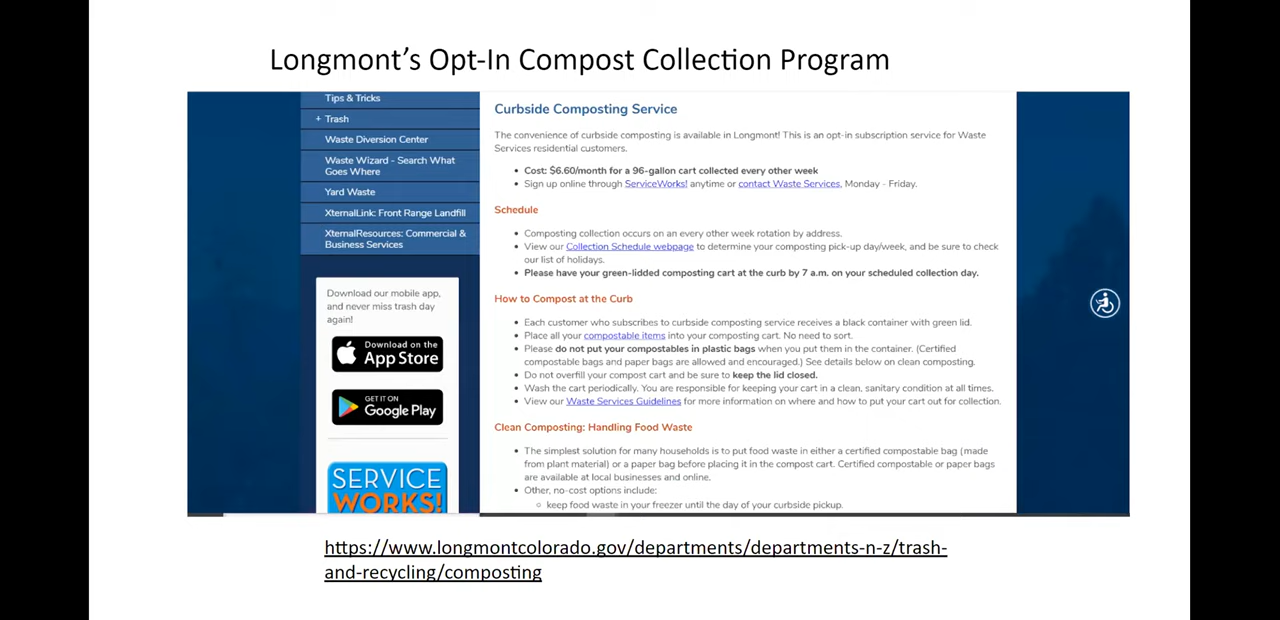 Longmont's Opt-In Compost Collection Program
Tips & Tricks
+ Trash
Waste Diversion Center
Waste Wizard - Search What
Goes Where
Yard Waste
XternalLink: Front Range Landfill
XternalResources: Commercial &
Business Services
Download our mobile app,
and never miss trash day
again!
Download on the
App Store
GET IT ON
Google Play
SERVICE
WORKS!
Curbside Composting Service
The convenience of curbside composting is available in Longmont! This is an opt-in subscription service for Waste
Services residential customers.
• Cost: $6.60/month for a 96-gallon cart collected every other week
• Sign up online through ServiceWorks! anytime or contact Waste Services, Monday - Friday.
Schedule
• Composting collection occurs on an every other week rotation by address.
• View our Collection Schedule webpage to determine your composting pick-up day/week, and be sure to check
our list of holidays.
• Please have your green-lidded composting cart at the curb by 7 a.m. on your scheduled collection day.
How to Compost at the Curb
• Each customer who subscribes to curbside composting service receives a black container with green lid.
• Place all your compostable items into your composting cart. No need to sort.
• Please do not put your compostables in plastic bags when you put them in the container. (Certified
compostable bags and paper bags are allowed and encouraged.) See details below on clean composting.
• Do not overfill your compost cart and be sure to keep the lid closed.
• Wash the cart periodically. You are responsible for keeping your cart in a clean, sanitary condition at all times.
• View our Waste Services Guidelines for more information on where and how to put your cart out for collection.
Clean Composting: Handling Food Waste
• The simplest solution for many households is to put food waste in either a certified compostable bag (made
from plant material) or a paper bag before placing it in the compost cart. Certified compostable or paper bags
are available at local businesses and online.
• Other, no-cost options include:
○ keep food waste in your freezer until the day of your curbside pickup.
https://www.longmontcolorado.gov/departments/departments-n-z/trash-
and-recycling/composting